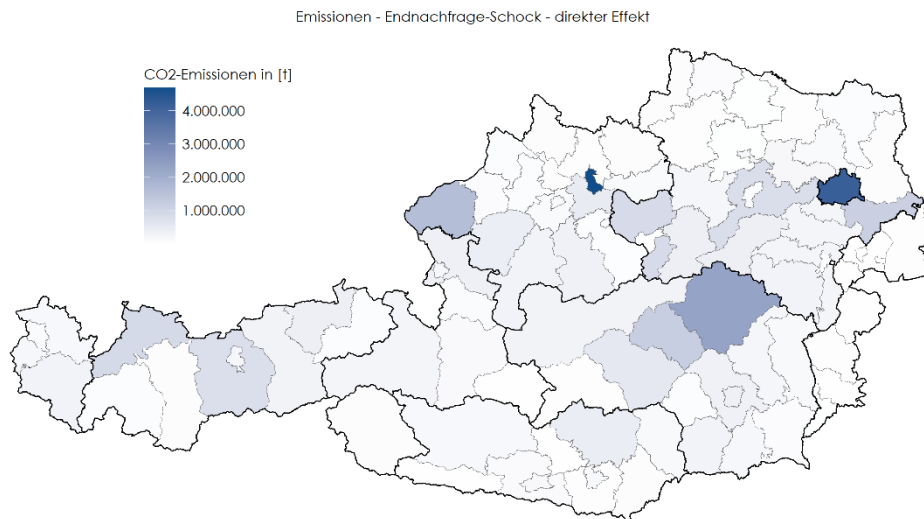 Emissionen - Endnachfrage-Schock - direkter Effekt
CO2-Emissionen in [t]
4.000.000
3.000.000
2.000.000
1.000.000